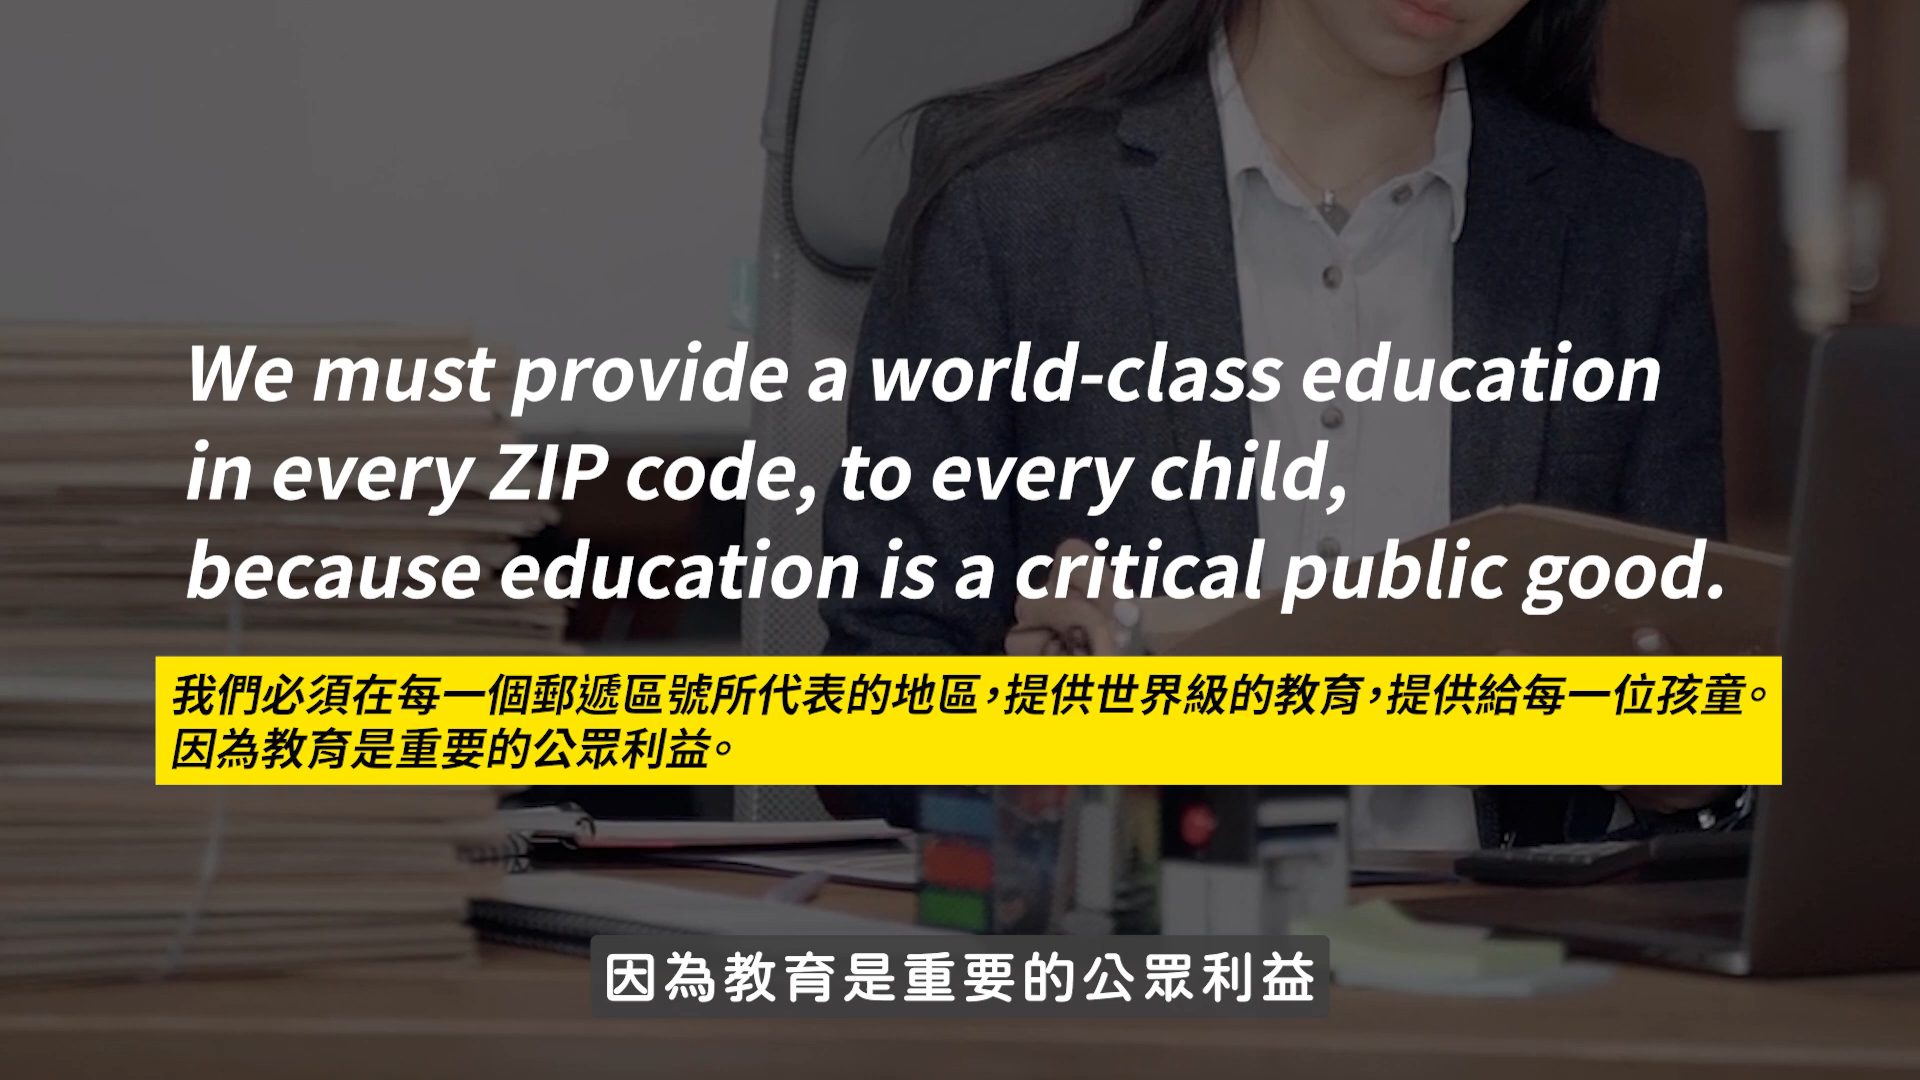 We must provide a world-class education
in every ZIP code, to every child,
because education is a critical public good.
我們必須在每一個郵遞區號所代表的地區，提供世界級的教育，提供給每一位孩童。
因為教育是重要的公眾利益。
因為教育是重要的公眾利益